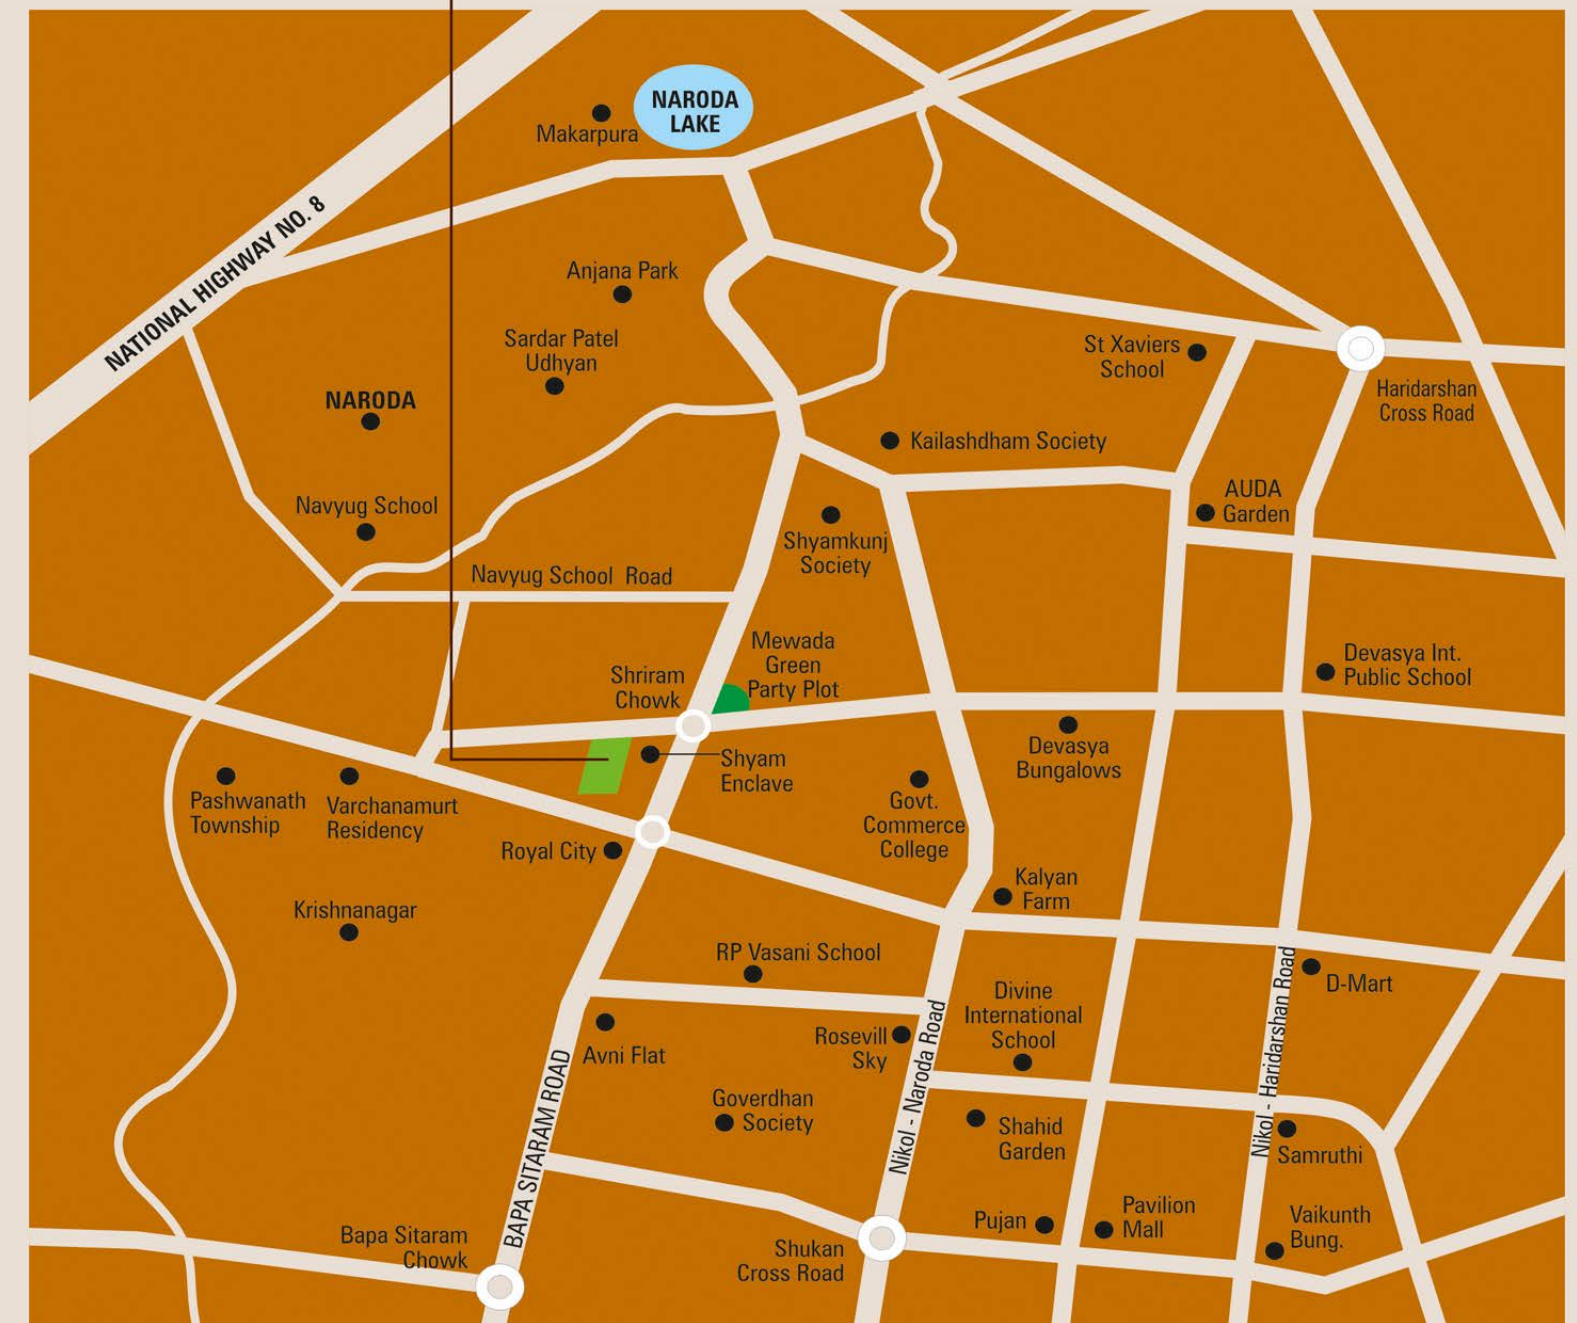 NARODA
LAKE
Makarpura
NATIONAL HIGHWAY NO. 8
Anjana Park
Sardar Patel
Udhyan
St Xaviers
School
Haridarshan
Cross Road
NARODA
Kailashdham Society
AUDA
Garden
Navyug School
Shyamkunj
Society
Navyug School Road
Mewada
Green
Party Plot
Shriram
Chowk
Devasya Int.
Public School
Shyam
Enclave
Devasya
Bungalows
Pashwanath
Township
Varchanamurt
Residency
Govt.
Commerce
College
Royal City
Kalyan
Farm
Krishnanagar
RP Vasani School
D-Mart
Divine
International
School
Avni Flat
Rosevill
Sky
Nikol - Naroda Road
Nikol - Haridarshan Road
BAPA SITARAM ROAD
Goverdhan
Society
Shahid
Garden
Samruthi
Pujan
Pavilion
Mall
Vaikunth
Bung.
Bapa Sitaram
Chowk
Shukan
Cross Road